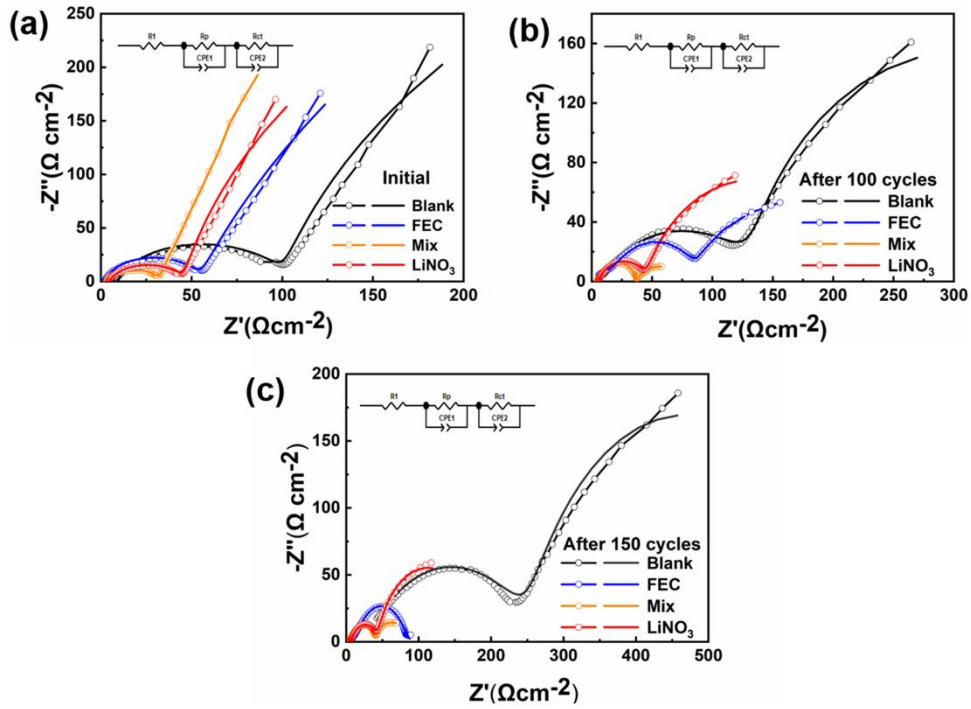 (a)
250
200
150
100
50
0
-Z''(Ω cm-2)
R1
Rp
Rct
CPE1
CPE2
Initial
Blank
FEC
Mix
LiNO3
0 50 100 150 200
Z'(Ωcm-2)
(b)
160
120
80
40
0
-Z''(Ω cm-2)
R1
Rp
Rct
CPE1
CPE2
After 100 cycles
Blank
FEC
Mix
LiNO3
0 50 100 150 200 250 300
Z'(Ωcm-2)
(c)
200
150
100
50
0
-Z''(Ω cm-2)
R1
Rp
Rct
CPE1
CPE2
After 150 cycles
Blank
FEC
Mix
LiNO3
0 100 200 300 400 500
Z'(Ωcm-2)